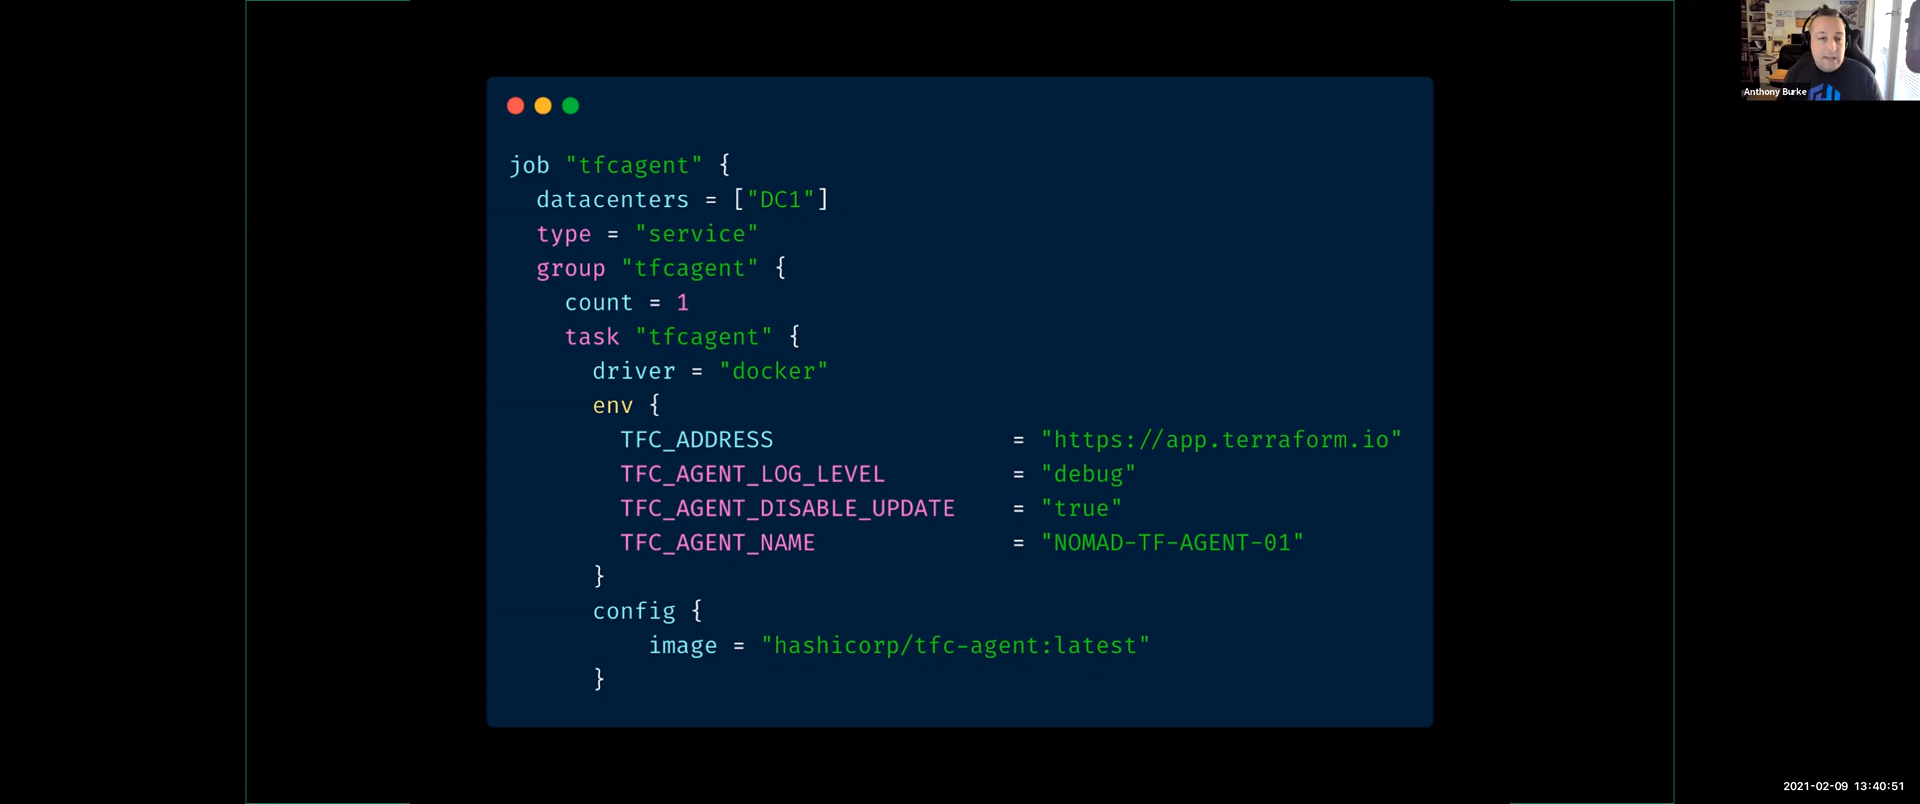 Anthony Burke
job "tfcagent" {
datacenters = ["DC1"]
type = "service"
group "tfcagent" {
count = 1
task "tfcagent" {
driver = "docker"
env {
TFC_ADDRESS = "https://app.terraform.io"
TFC_AGENT_LOG_LEVEL = "debug"
TFC_AGENT_DISABLE_UPDATE = "true"
TFC_AGENT_NAME = "NOMAD-TF-AGENT-01"
}
config {
image = "hashicorp/tfc-agent:latest"
}
2021-02-09 13:40:51